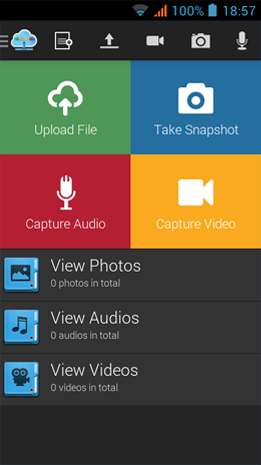 100% 18:57
Upload File
Take Snapshot
Capture Audio
Capture Video
View Photos
0 photos in total
View Audios
0 audios in total
View Videos
0 videos in total